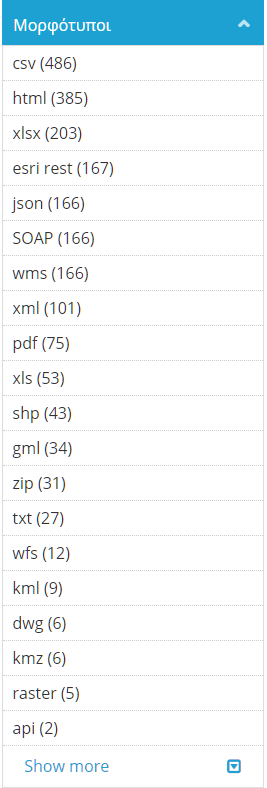 Μορφότυποι
csv (486)
html (385)
xlsx (203)
esri rest (167)
json (166)
SOAP (166)
wms (166)
xml (101)
pdf (75)
xls (53)
shp (43)
gml (34)
zip (31)
txt (27)
wfs (12)
kml (9)
dwg (6)
kmz (6)
raster (5)
api (2)
Show more